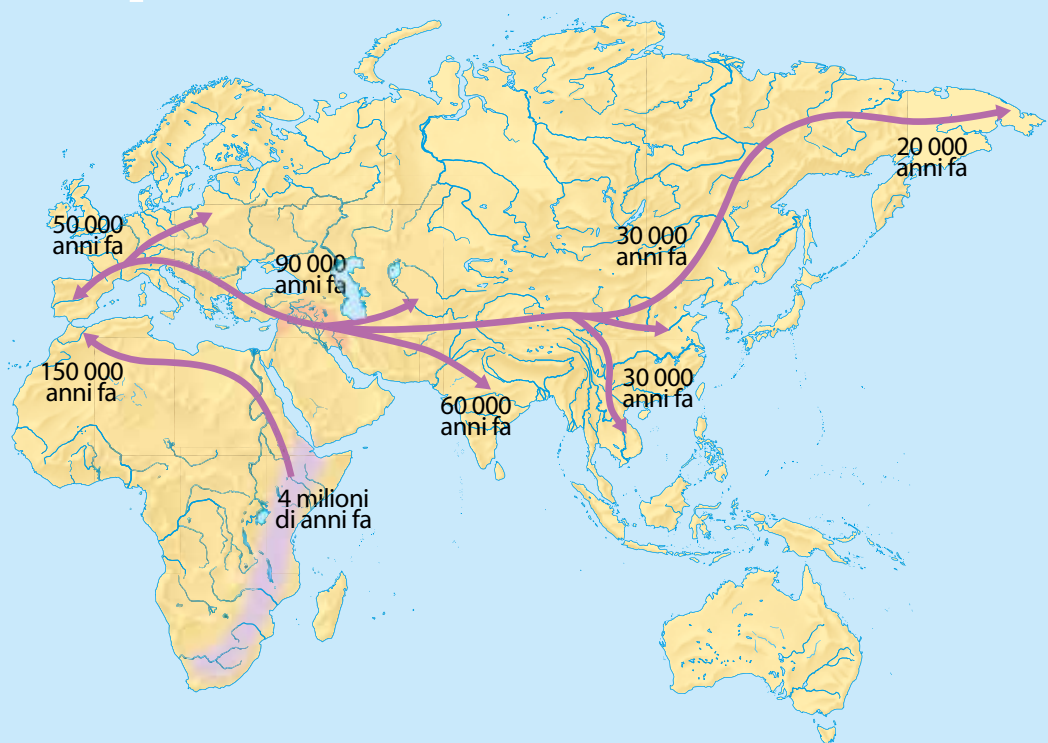 20 000
anni fa
50 000
anni fa
30 000
anni fa
90 000
anni fa
150 000
anni fa
30 000
anni fa
60 000
anni fa
4 milioni
di anni fa